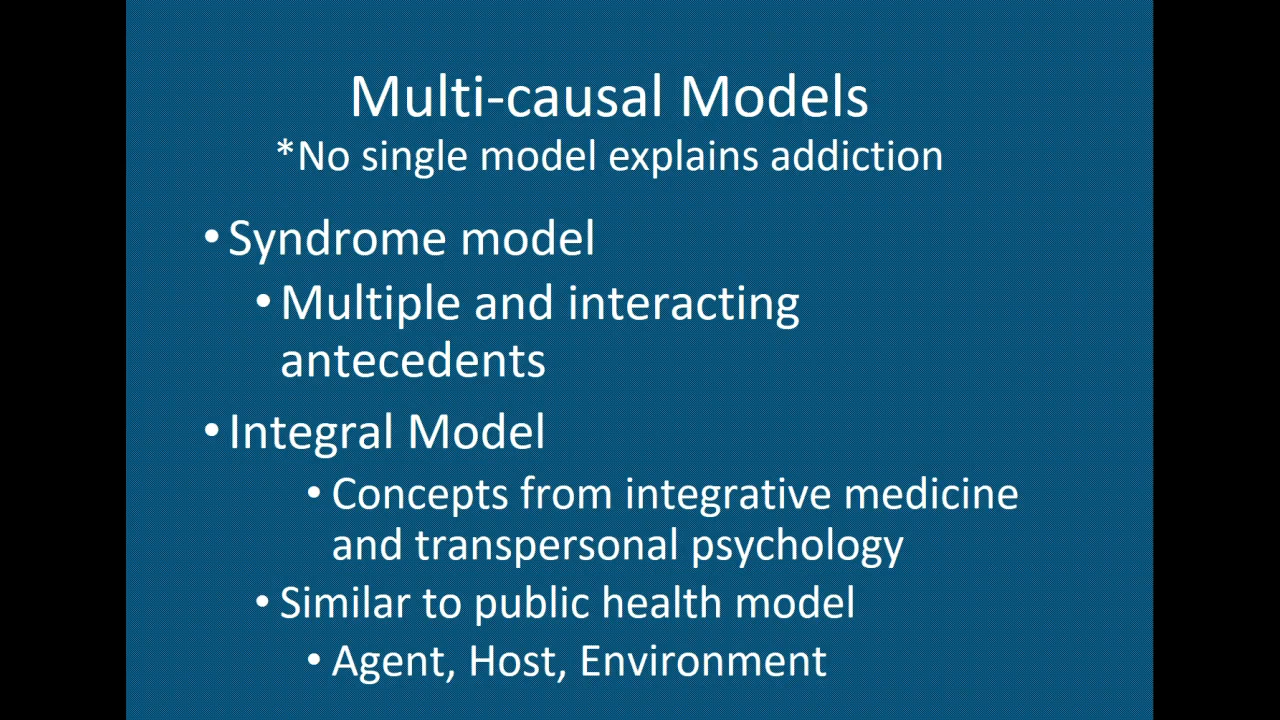 Multi-causal Models
*No single model explains addiction
• Syndrome model
• Multiple and interacting
antecedents
• Integral Model
• Concepts from integrative medicine
and transpersonal psychology
• Similar to public health model
• Agent, Host, Environment